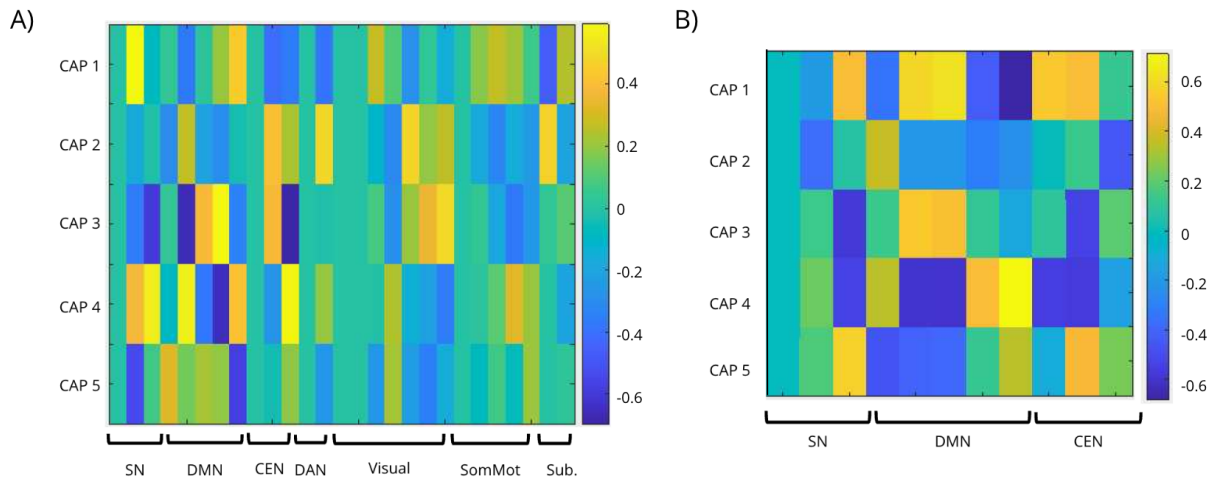 A)
CAP 1
CAP 2
CAP 3
CAP 4
CAP 5
0.4
0.2
0
-0.2
-0.4
-0.6
SN DMN CEN DAN Visual SomMot Sub.
B)
CAP 1
CAP 2
CAP 3
CAP 4
CAP 5
0.6
0.4
0.2
0
-0.2
-0.4
-0.6
SN DMN CEN